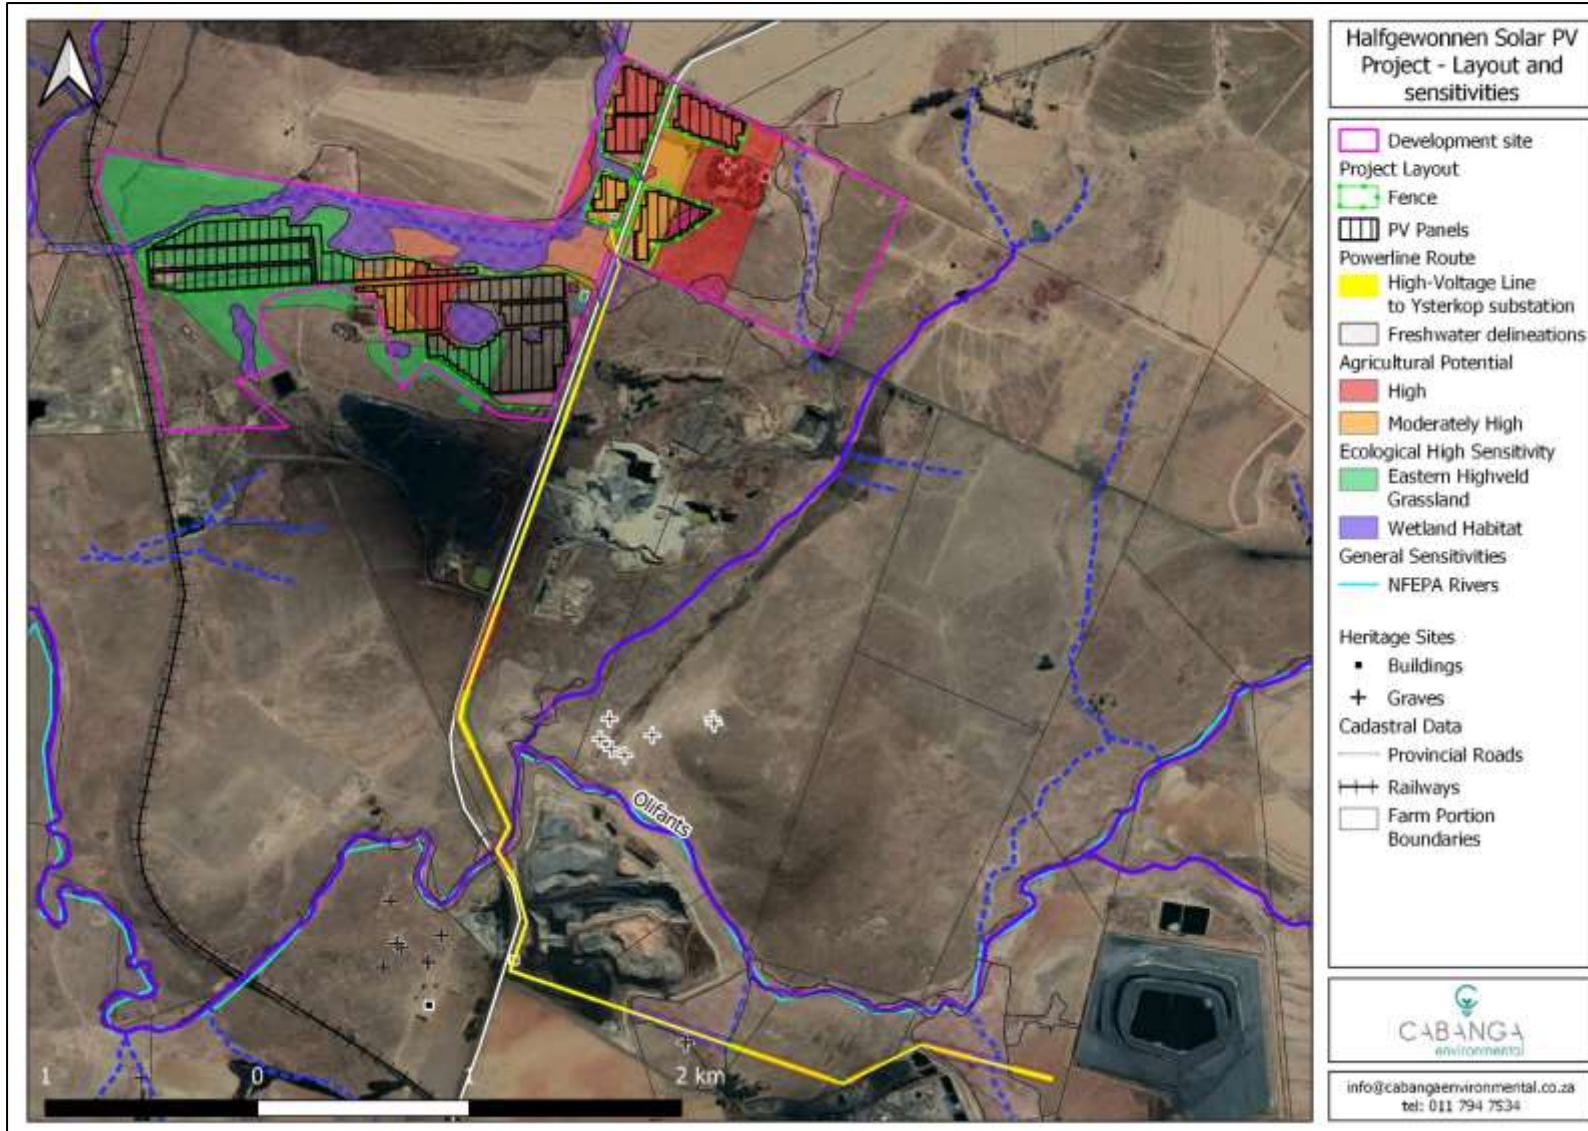 Halfgewonnen Solar PV
Project - Layout and
sensitivities
Development site
Project Layout
Fence
PV Panels
Powerline Route
High-Voltage Line
to Ysterkop substation
Freshwater delineations
Agricultural Potential
High
Moderately High
Ecological High Sensitivity
Eastern Highveld
Grassland
Wetland Habitat
General Sensitivities
NFEPA Rivers
Heritage Sites
Buildings
Graves
Cadastral Data
Provincial Roads
Railways
Farm Portion
Boundaries
Olifants
1 0 1 2 km
CABANGA
environmental
info@cabangaenvironmental.co.za
tel: 011 794 7534